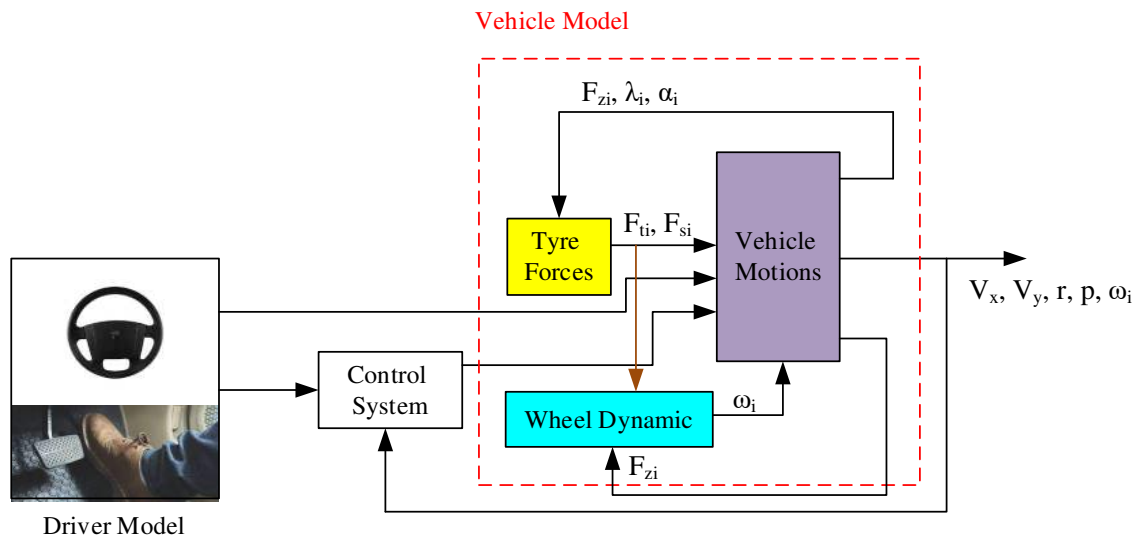 Vehicle Model
F_zi, λ_i, α_i
Tyre
Forces
F_ti, F_si
Vehicle
Motions
V_x, V_y, r, p, ω_i
Control
System
Wheel Dynamic
ω_i
F_zi
Driver Model